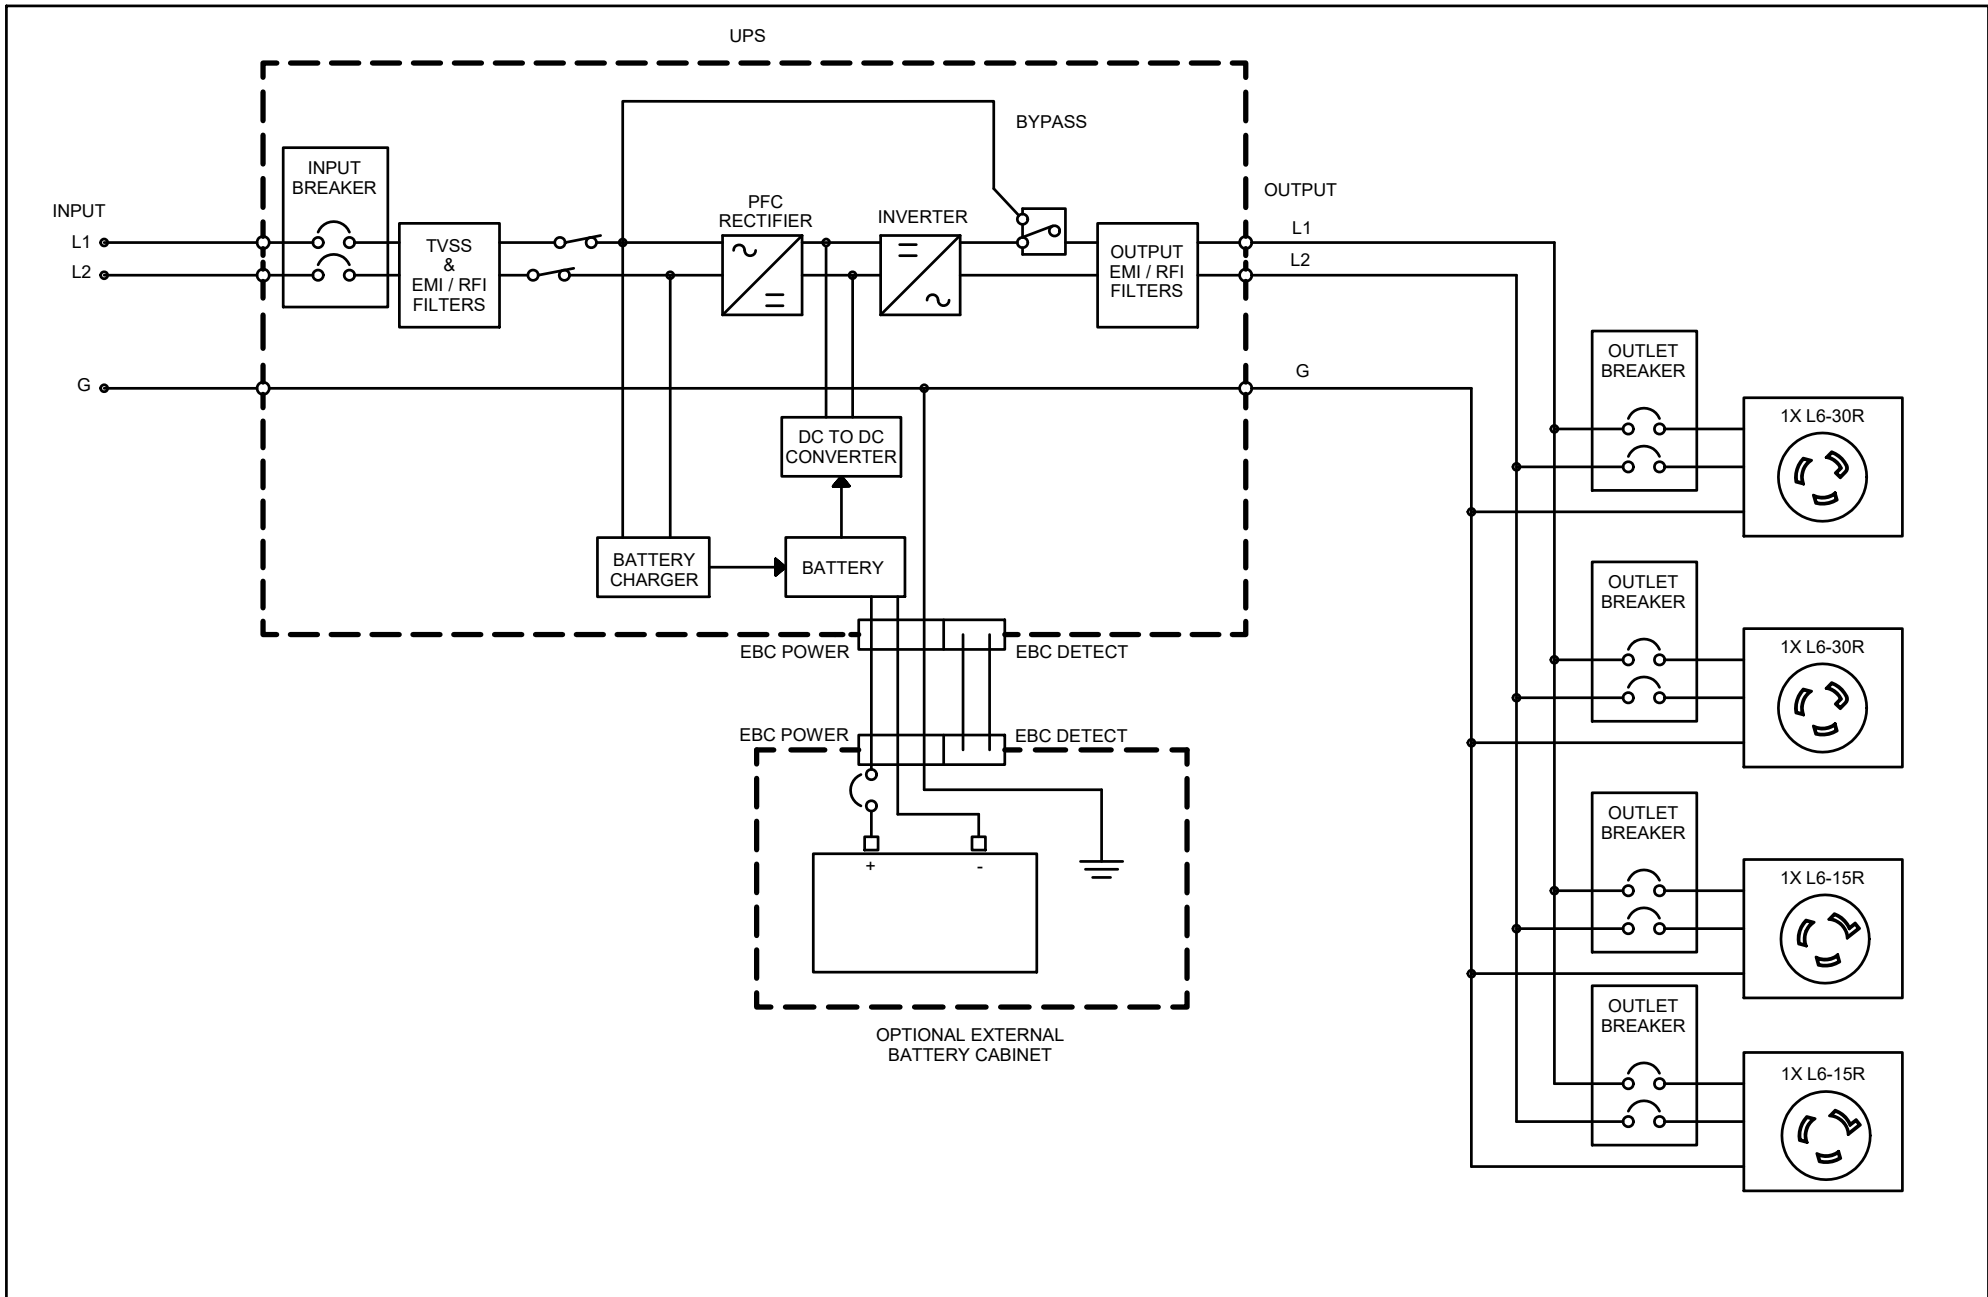 UPS
BYPASS
INPUT
BREAKER
INPUT
L1
L2
G
TVSS
&
EMI / RFI
FILTERS
PFC
RECTIFIER
INVERTER
OUTPUT
EMI / RFI
FILTERS
OUTPUT
L1
L2
G
DC TO DC
CONVERTER
BATTERY
CHARGER
BATTERY
EBC POWER
EBC DETECT
EBC POWER
EBC DETECT
+
-
OPTIONAL EXTERNAL
BATTERY CABINET
OUTLET
BREAKER
1X L6-30R
OUTLET
BREAKER
1X L6-30R
OUTLET
BREAKER
1X L6-15R
OUTLET
BREAKER
1X L6-15R